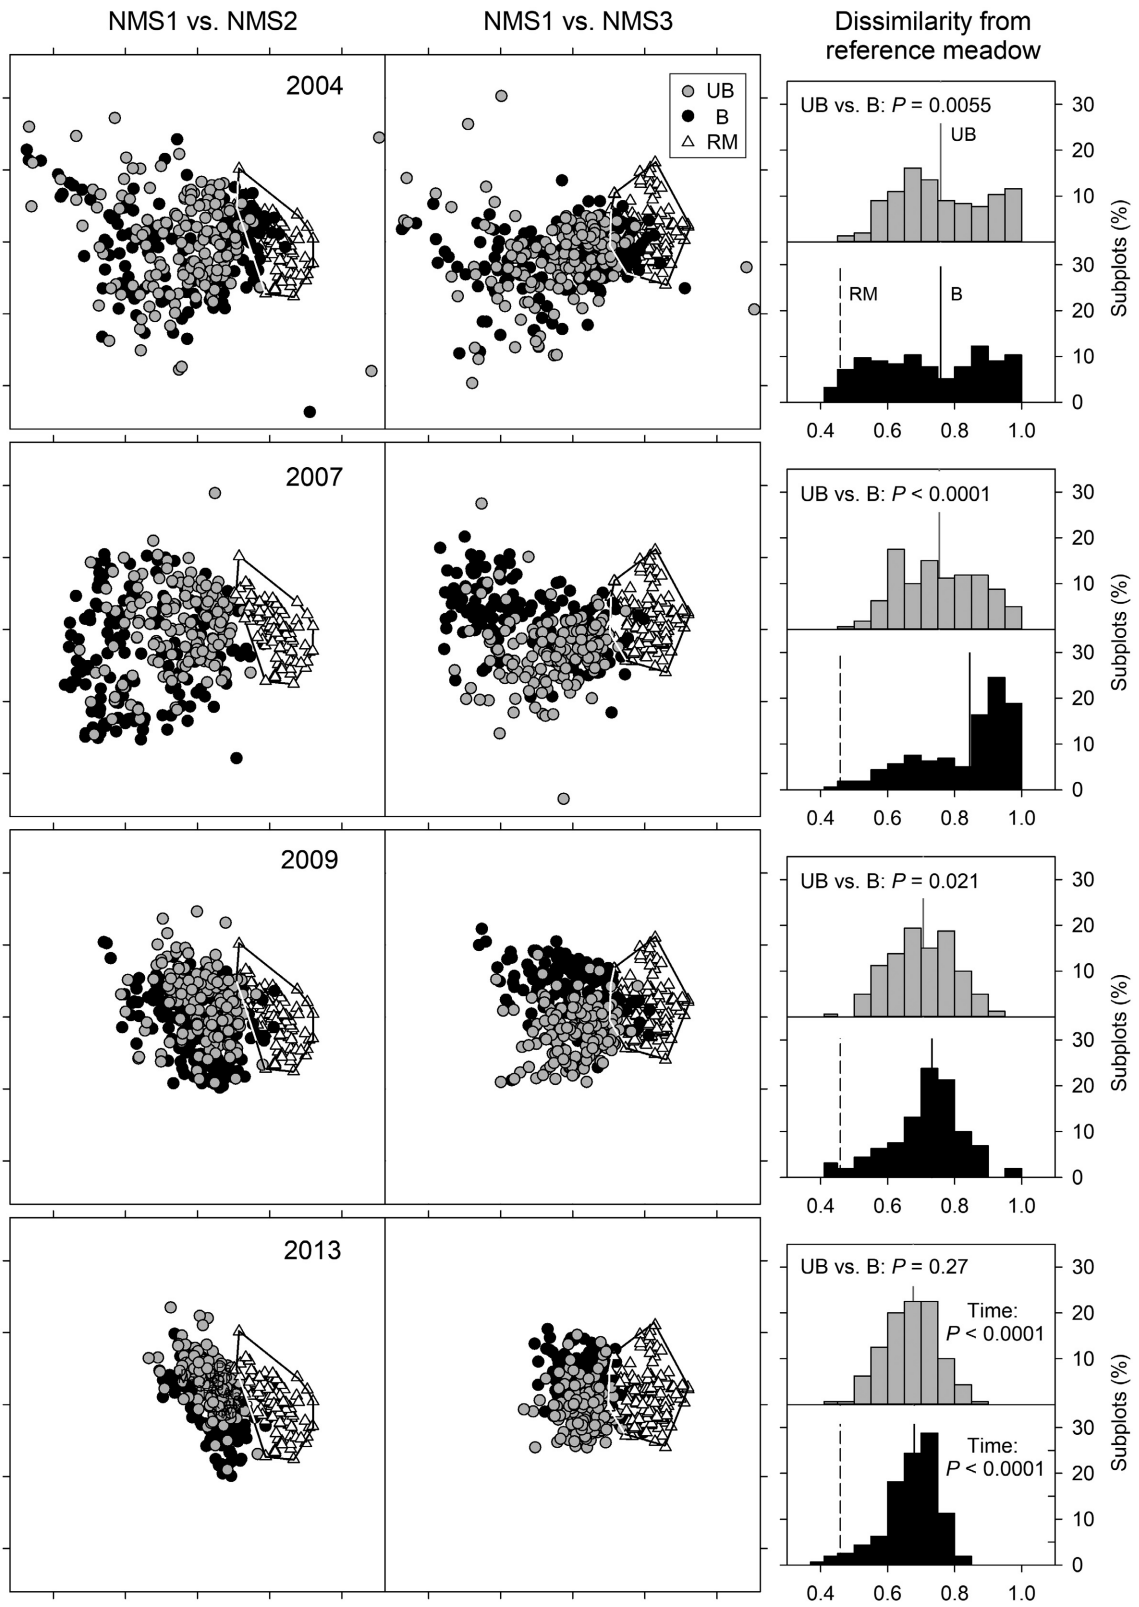 NMS1 vs. NMS2
NMS1 vs. NMS3
Dissimilarity from
reference meadow
2004
UB
B
RM
UB vs. B: P = 0.0055
UB
30
20
10
RM
B
30
20
10
0
Subplots (%)
0.4 0.6 0.8 1.0
2007
UB vs. B: P < 0.0001
30
20
10
30
20
10
0
Subplots (%)
0.4 0.6 0.8 1.0
2009
UB vs. B: P = 0.021
30
20
10
30
20
10
0
Subplots (%)
0.4 0.6 0.8 1.0
2013
UB vs. B: P = 0.27
Time:
P < 0.0001
30
20
10
Time:
P < 0.0001
30
20
10
0
Subplots (%)
0.4 0.6 0.8 1.0